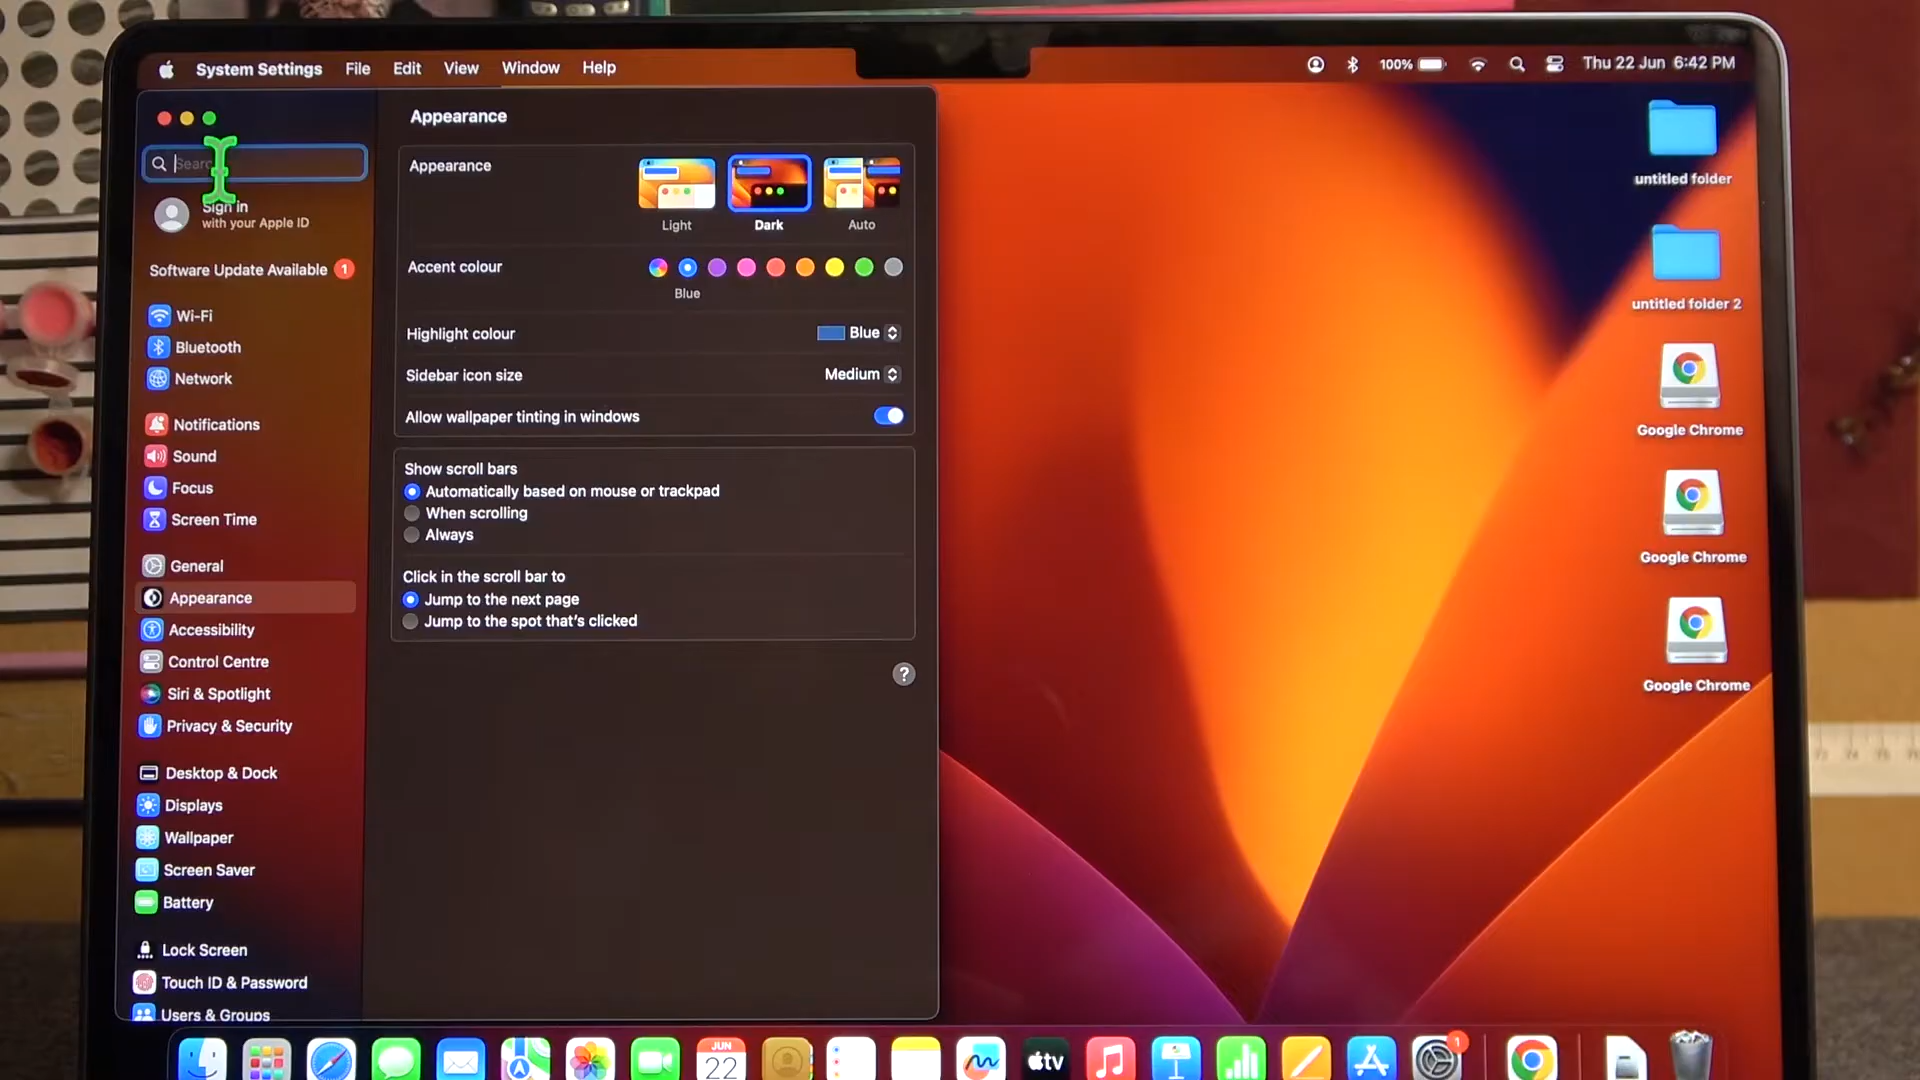 System Settings File Edit View Window Help
100% Thu 22 Jun 6:42 PM
Appearance
Sign in
with your Apple ID
Software Update Available 1
Wi-Fi
Bluetooth
Network
Notifications
Sound
Focus
Screen Time
General
Appearance
Accessibility
Control Centre
Siri & Spotlight
Privacy & Security
Desktop & Dock
Displays
Wallpaper
Screen Saver
Battery
Lock Screen
Touch ID & Password
Users & Groups
Appearance
Light Dark Auto
Accent colour
Blue
Highlight colour Blue
Sidebar icon size Medium
Allow wallpaper tinting in windows
Show scroll bars
Automatically based on mouse or trackpad
When scrolling
Always
Click in the scroll bar to
Jump to the next page
Jump to the spot that's clicked
?
untitled folder
untitled folder 2
Google Chrome
Google Chrome
Google Chrome
JUN
22
tv
1